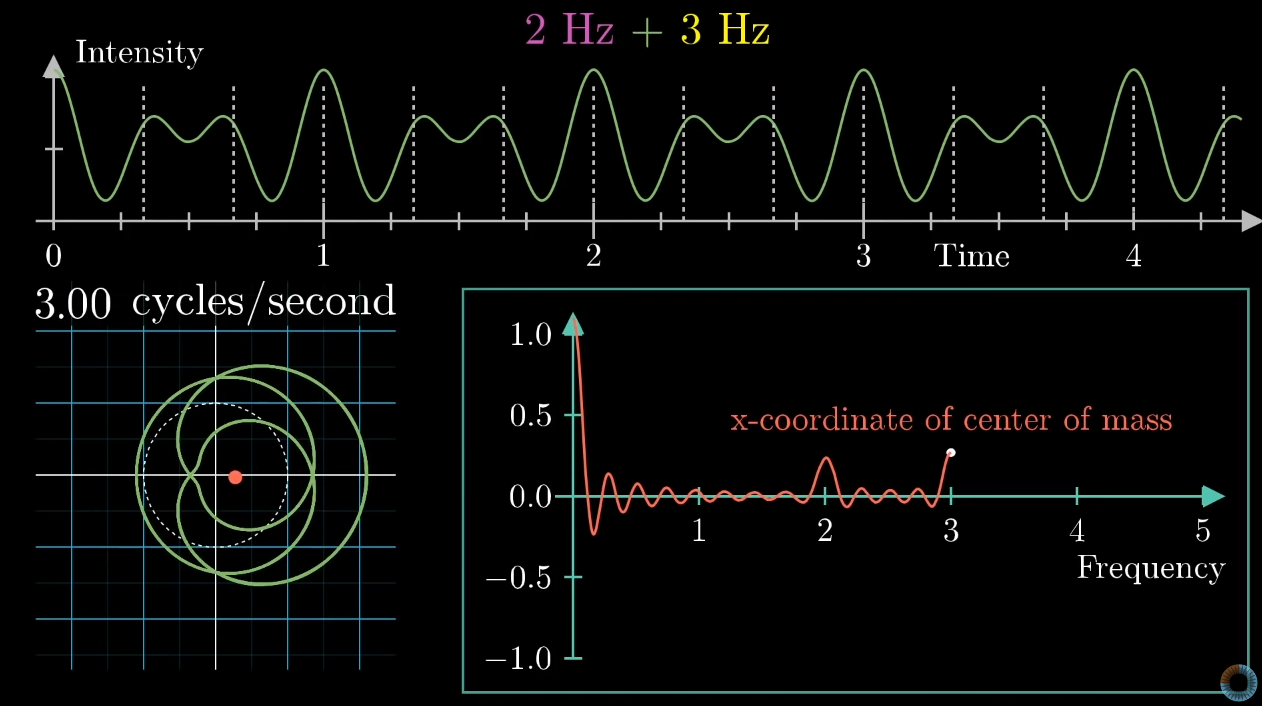 2 Hz + 3 Hz
Intensity
0 1 2 3 Time 4
3.00 cycles/second
1.0
0.5
0.0
−0.5
−1.0
x-coordinate of center of mass
1 2 3 4 5
Frequency